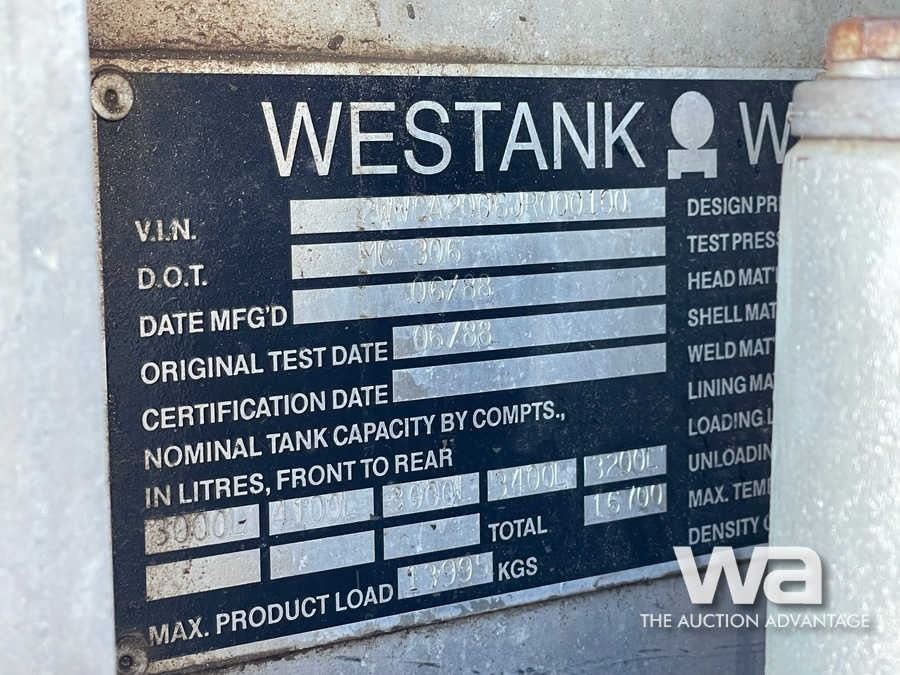 WESTANK W
V.I.N.
DESIGN PR
D.O.T. MC 306
TEST PRESS
DATE MFG'D 06/88
HEAD MAT'
ORIGINAL TEST DATE 06/88
SHELL MAT
CERTIFICATION DATE
WELD MAT'
NOMINAL TANK CAPACITY BY COMPTS.,
LINING MA
IN LITRES, FRONT TO REAR
LOADING L
3000L 4100L 3000L 3400L 3200L
UNLOADIN
TOTAL 16700
MAX. TEM
MAX. PRODUCT LOAD KGS
DENSITY
wa
THE AUCTION ADVANTAGE